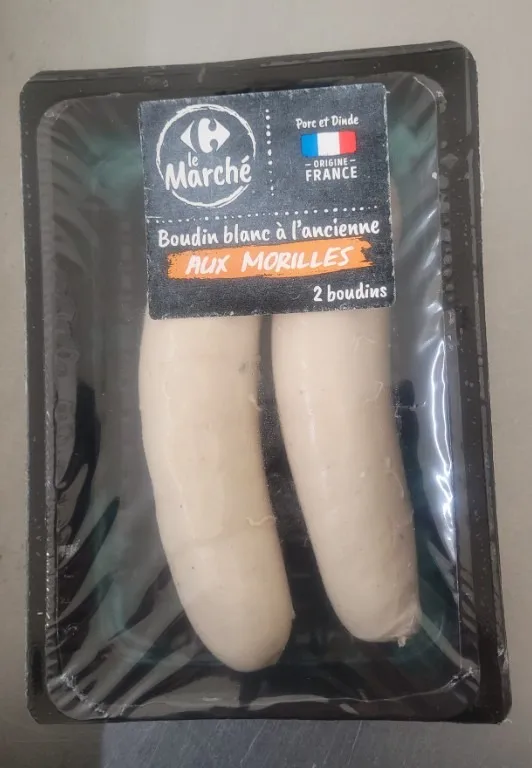 le
Marché
Porc et Dinde
ORIGINE
FRANCE
Boudin blanc à l'ancienne
AUX MORILLES
2 boudins